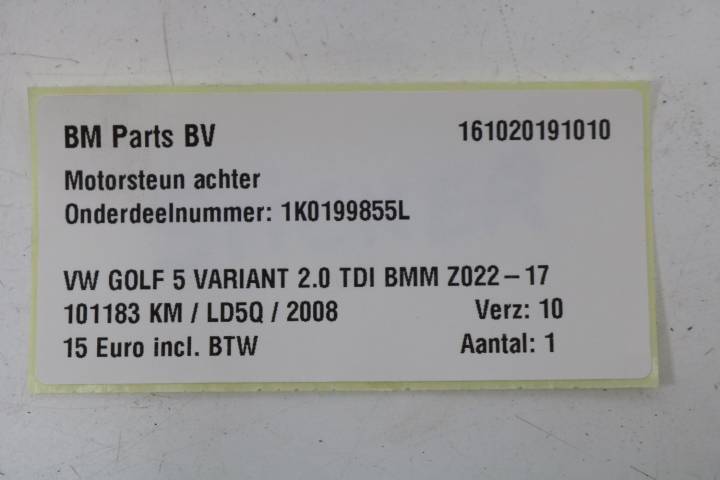 BM Parts BV 161020191010
Motorsteun achter
Onderdeelnummer: 1K0199855L
VW GOLF 5 VARIANT 2.0 TDI BMM Z022-17
101183 KM / LD5Q / 2008 Verz: 10
15 Euro incl. BTW Aantal: 1